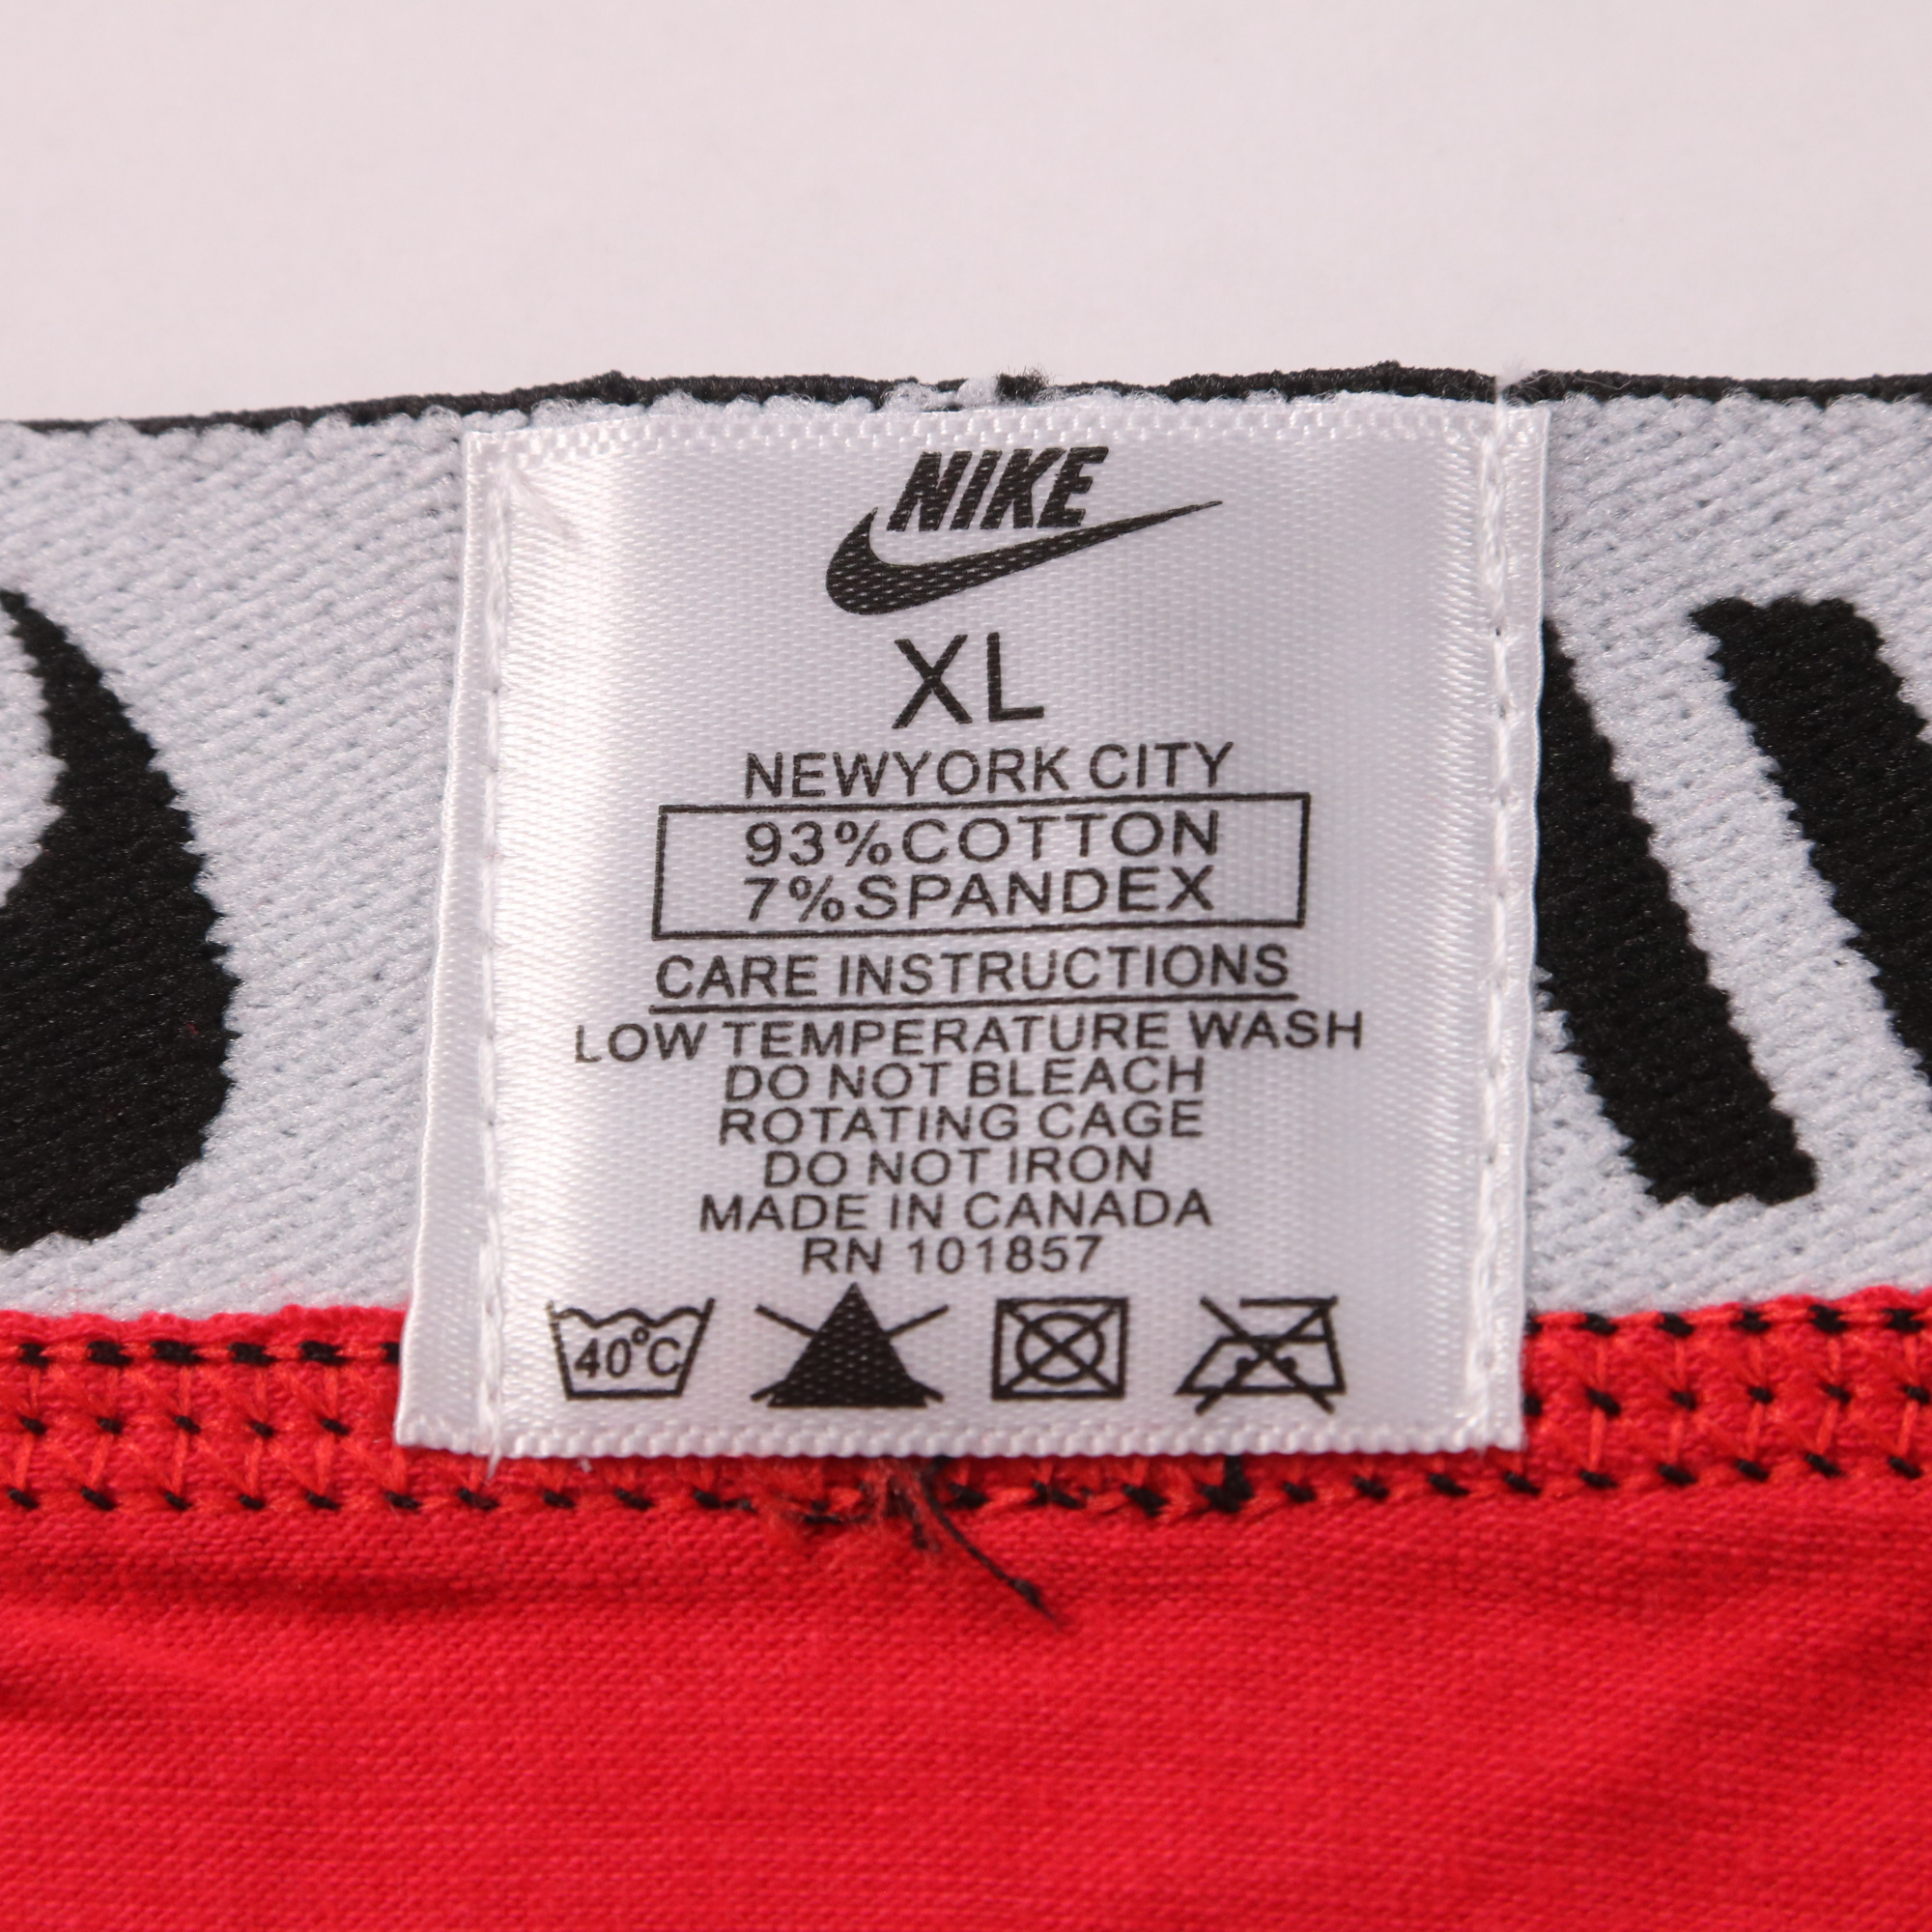 NIKE
XL
NEWYORK CITY
93%COTTON
7%SPANDEX
CARE INSTRUCTIONS
LOW TEMPERATURE WASH
DO NOT BLEACH
ROTATING CAGE
DO NOT IRON
MADE IN CANADA
RN 101857
40°C